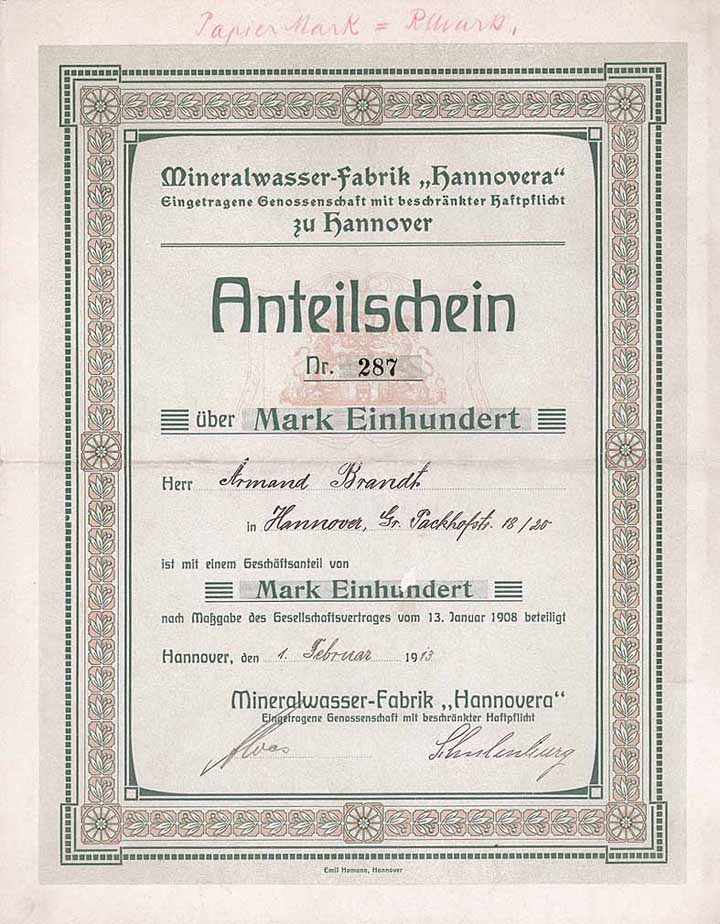 Papier Mark = RMark.
Mineralwasser-Fabrik „Hannovera“
Eingetragene Genossenschaft mit beschränkter Haftpflicht
zu Hannover
Anteilschein
Nr. 287
über Mark Einhundert
Herr Armand Brandt
in Hannover, Gr. Packhofstr. 18/20
ist mit einem Geschäftsanteil von
Mark Einhundert
nach Maßgabe des Gesellschaftsvertrages vom 13. Januar 1908 beteiligt
Hannover, den 1. Februar 1913
Mineralwasser-Fabrik „Hannovera“
Eingetragene Genossenschaft mit beschränkter Haftpflicht
Schulenburg
Emil Homann, Hannover